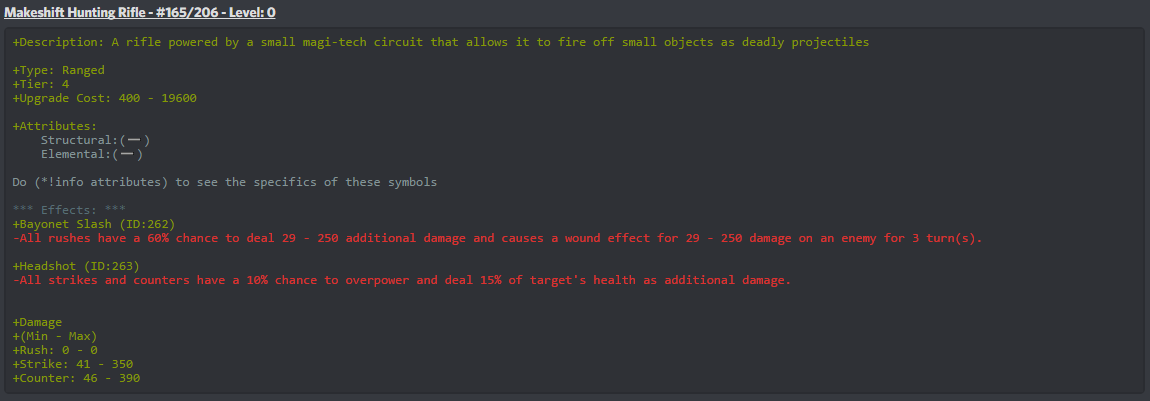 Makeshift Hunting Rifle - #165/206 - Level: 0
+Description: A rifle powered by a small magi-tech circuit that allows it to fire off small objects as deadly projectiles
+Type: Ranged
+Tier: 4
+Upgrade Cost: 400 - 19600
+Attributes:
Structural:(➖)
Elemental:(➖)
Do (*!info attributes) to see the specifics of these symbols
*** Effects: ***
+Bayonet Slash (ID:262)
-All rushes have a 60% chance to deal 29 - 250 additional damage and causes a wound effect for 29 - 250 damage on an enemy for 3 turn(s).
+Headshot (ID:263)
-All strikes and counters have a 10% chance to overpower and deal 15% of target's health as additional damage.
+Damage
+(Min - Max)
+Rush: 0 - 0
+Strike: 41 - 350
+Counter: 46 - 390